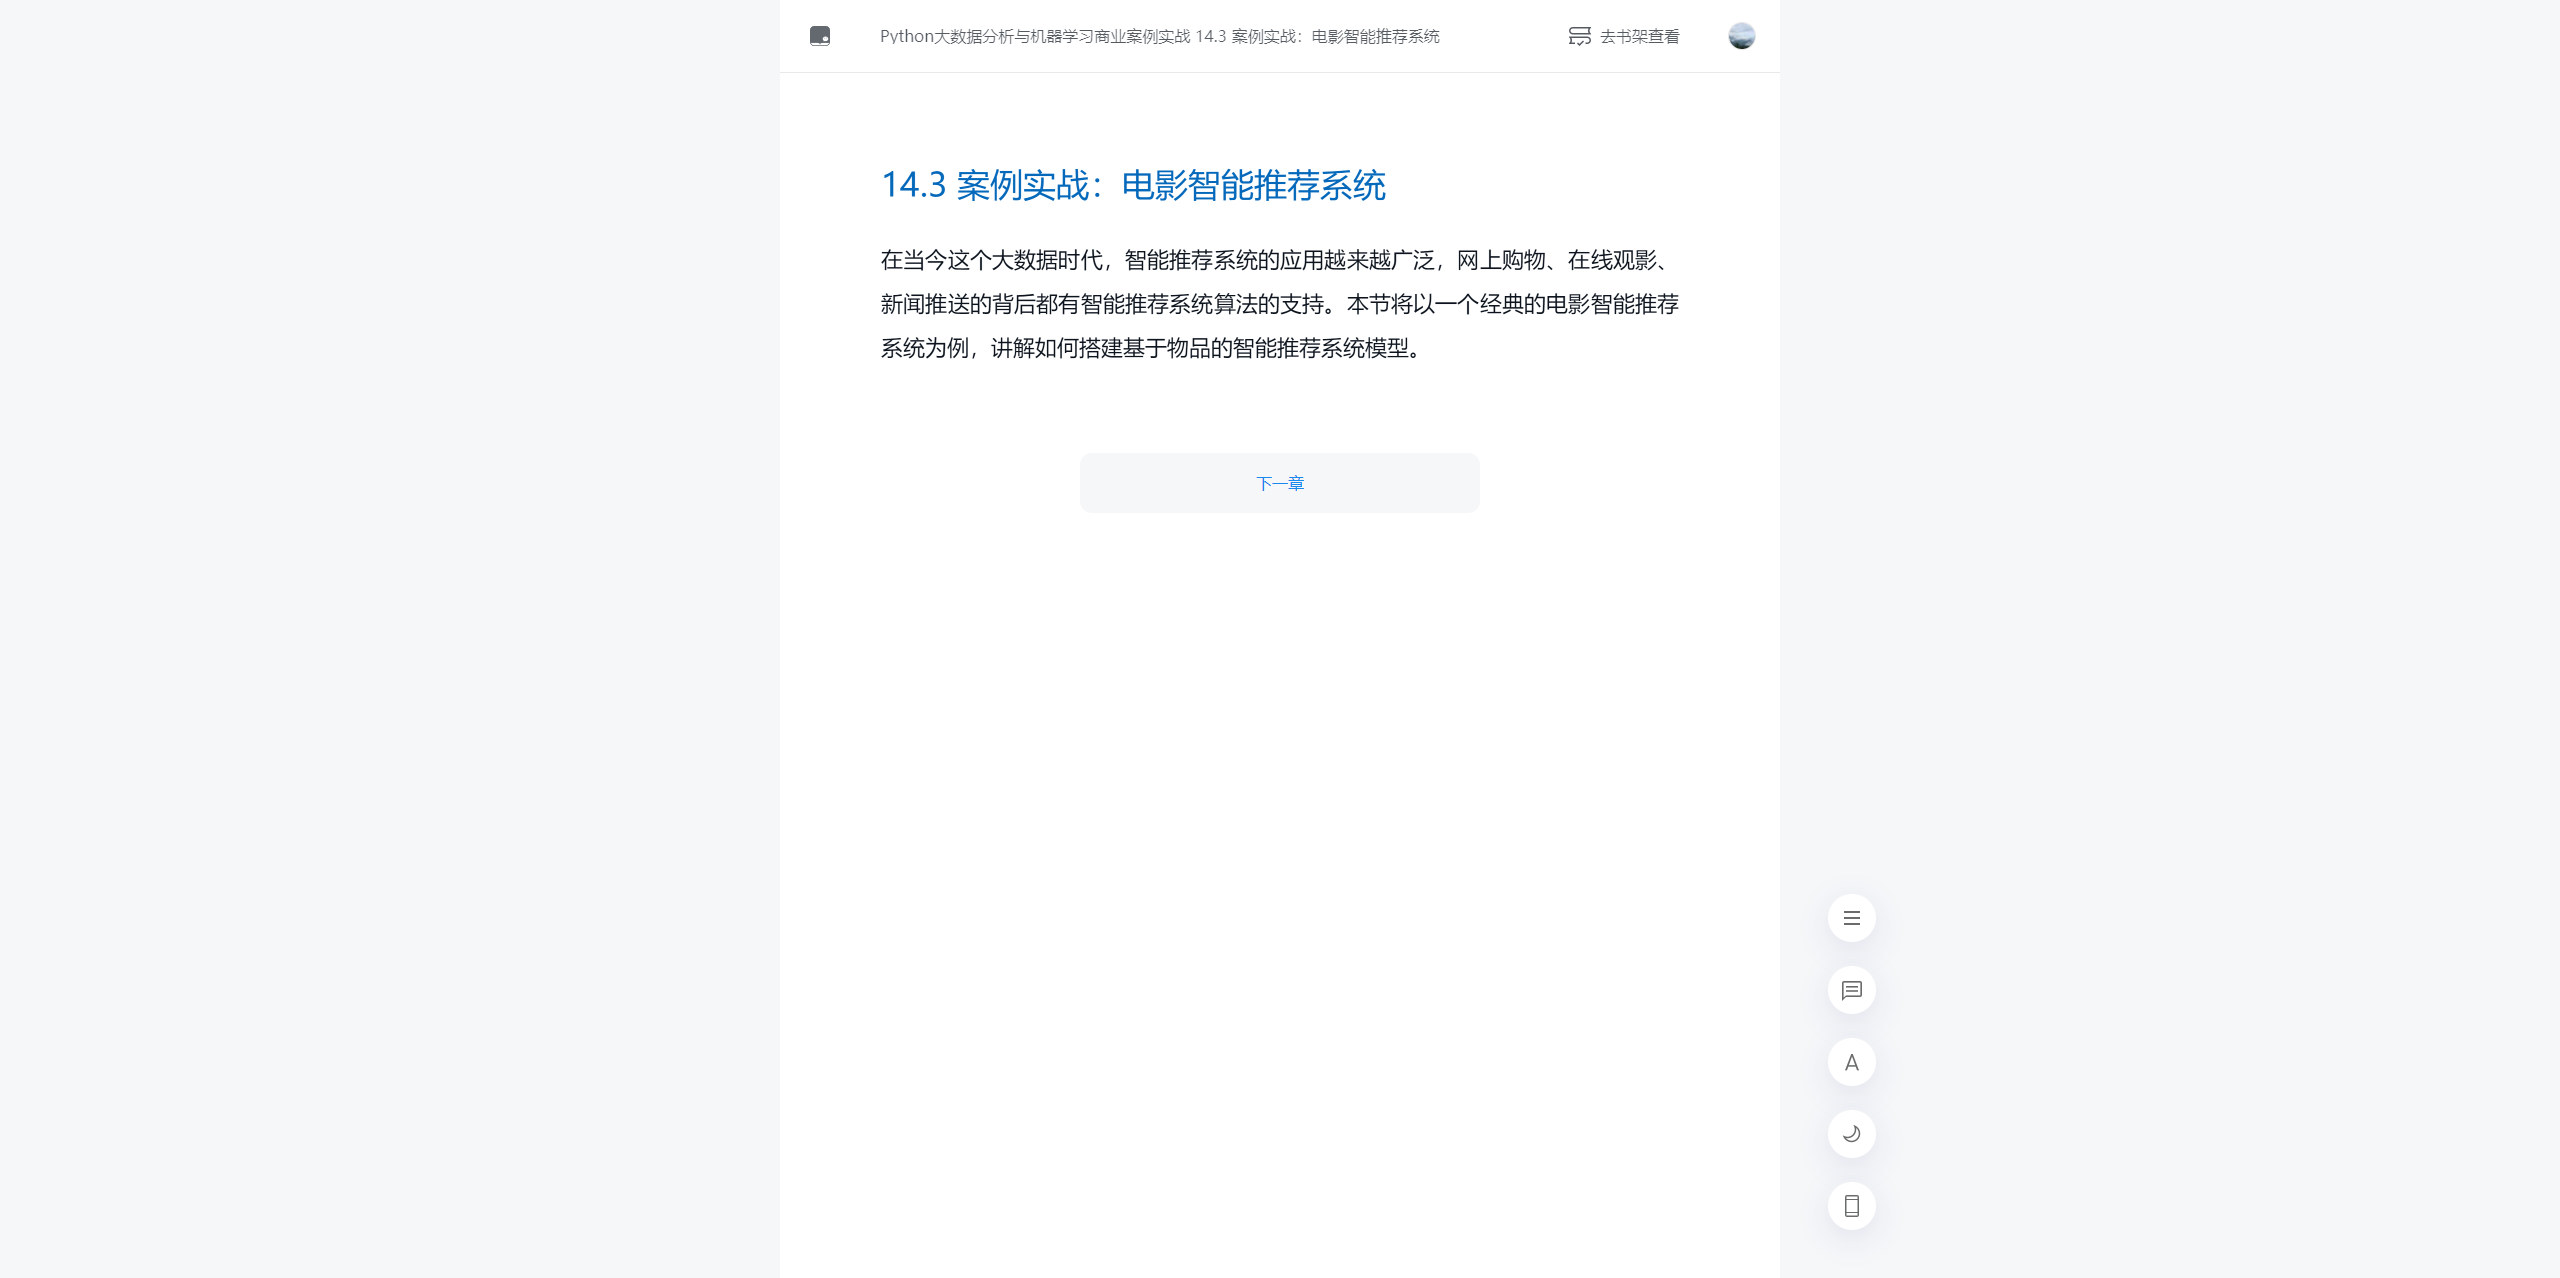 Python大数据分析与机器学习商业案例实战 14.3 案例实战：电影智能推荐系统
去书架查看
14.3 案例实战：电影智能推荐系统
在当今这个大数据时代，智能推荐系统的应用越来越广泛，网上购物、在线观影、
新闻推送的背后都有智能推荐系统算法的支持。本节将以一个经典的电影智能推荐
系统为例，讲解如何搭建基于物品的智能推荐系统模型。
下一章
A